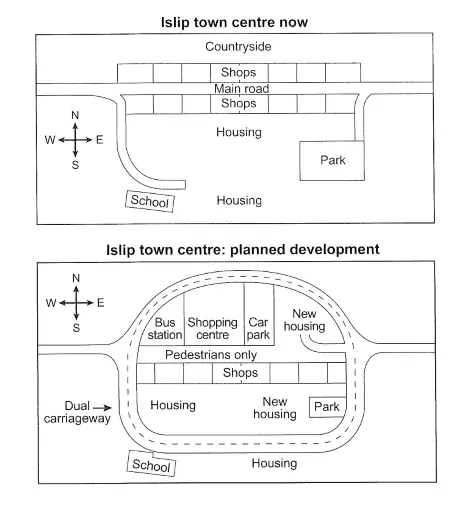 Islip town centre now
Countryside
Shops
Main road
Shops
N
W E
S
Housing
Park
School
Housing
Islip town centre: planned development
N
W E
S
Bus
station
Shopping
centre
Car
park
New
housing
Pedestrians only
Shops
Dual
carriageway
Housing
New
housing
Park
School
Housing